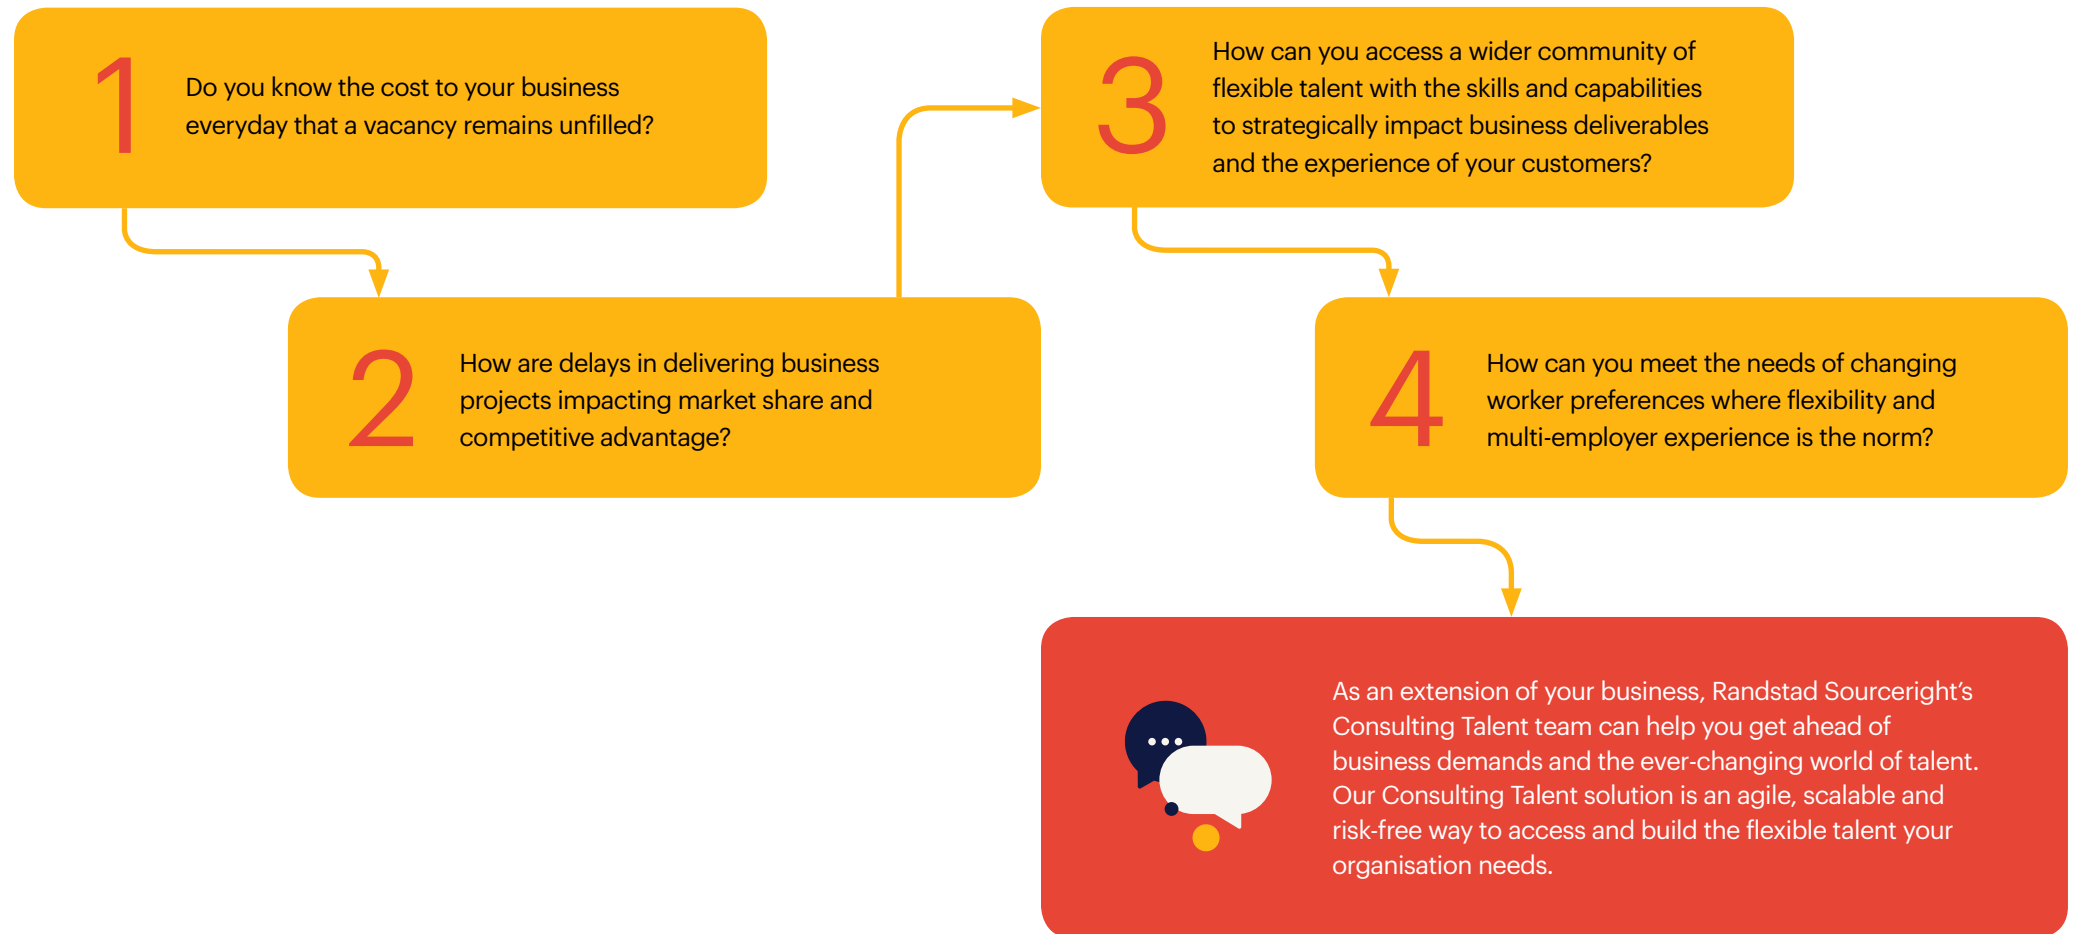 1
Do you know the cost to your business
everyday that a vacancy remains unfilled?
2
How are delays in delivering business
projects impacting market share and
competitive advantage?
3
How can you access a wider community of
flexible talent with the skills and capabilities
to strategically impact business deliverables
and the experience of your customers?
4
How can you meet the needs of changing
worker preferences where flexibility and
multi-employer experience is the norm?
As an extension of your business, Randstad Sourceright’s
Consulting Talent team can help you get ahead of
business demands and the ever-changing world of talent.
Our Consulting Talent solution is an agile, scalable and
risk-free way to access and build the flexible talent your
organisation needs.